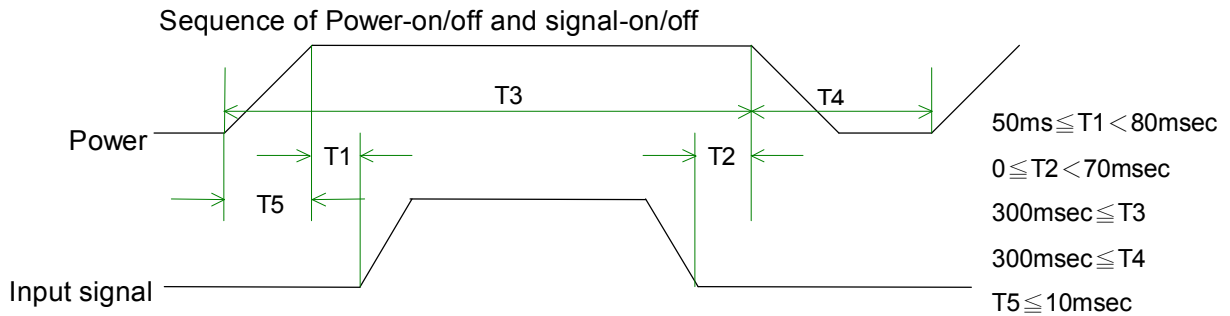 Sequence of Power-on/off and signal-on/off
T3
T4
Power
T1
T2
T5
Input signal
50ms≦T1<80msec
0≦T2<70msec
300msec≦T3
300msec≦T4
T5≦10msec